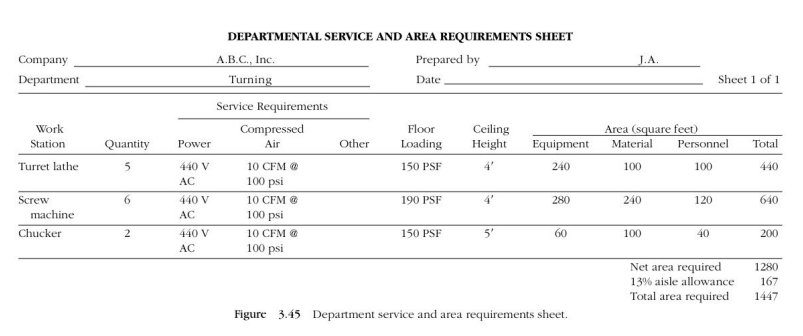 DEPARTMENTAL SERVICE AND AREA REQUIREMENTS SHEET
Company A.B.C., Inc. Prepared by J.A.
Department Turning Date Sheet 1 of 1
Service Requirements
Work Compressed Floor Ceiling Area (square feet)
Station Quantity Power Air Other Loading Height Equipment Material Personnel Total
Turret lathe 5 440 V 10 CFM @ 150 PSF 4′ 240 100 100 440
AC 100 psi
Screw 6 440 V 10 CFM @ 190 PSF 4′ 280 240 120 640
machine AC 100 psi
Chucker 2 440 V 10 CFM @ 150 PSF 5′ 60 100 40 200
AC 100 psi
Net area required 1280
13% aisle allowance 167
Total area required 1447
Figure 3.45 Department service and area requirements sheet.